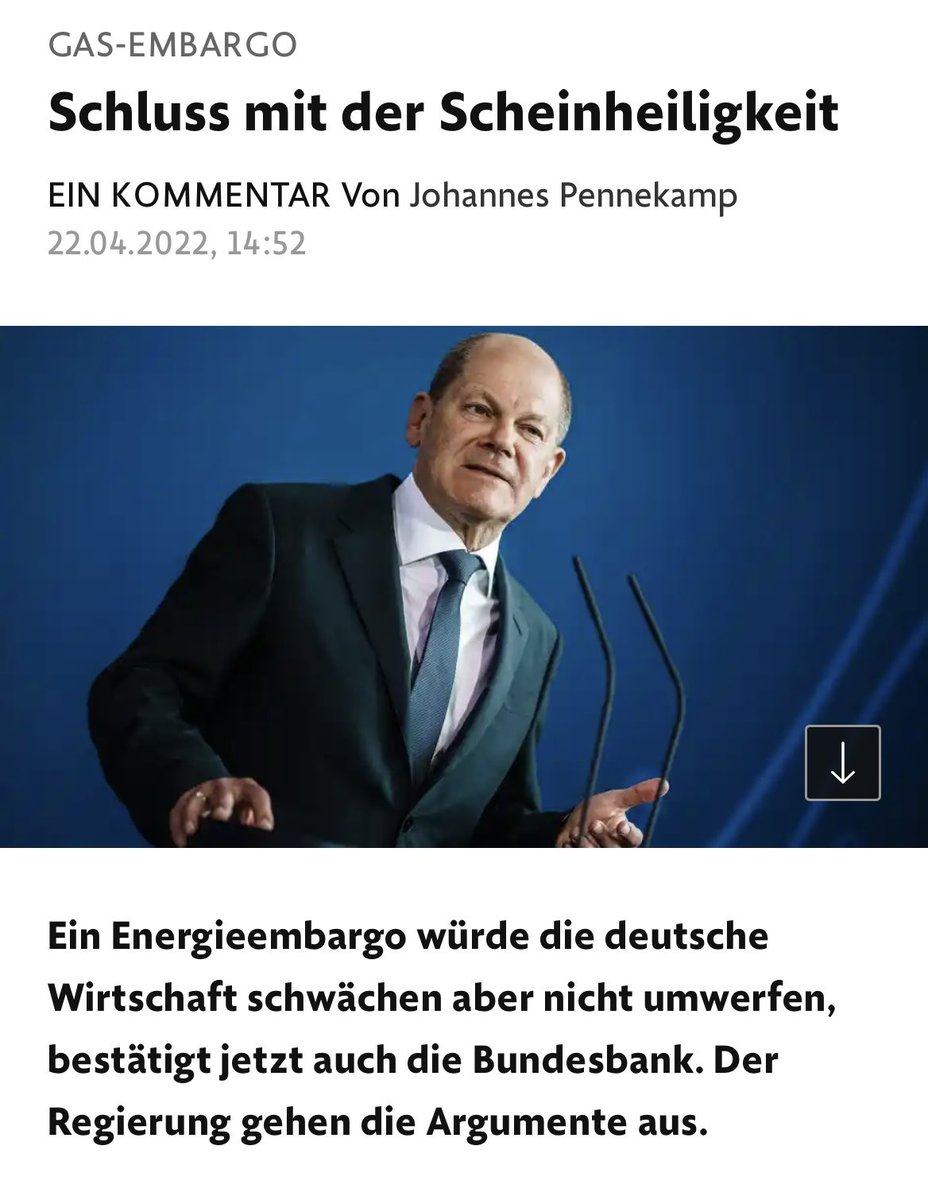 GAS-EMBARGO
Schluss mit der Scheinheiligkeit
EIN KOMMENTAR Von Johannes Pennekamp
22.04.2022, 14:52
Ein Energieembargo würde die deutsche
Wirtschaft schwächen aber nicht umwerfen,
bestätigt jetzt auch die Bundesbank. Der
Regierung gehen die Argumente aus.